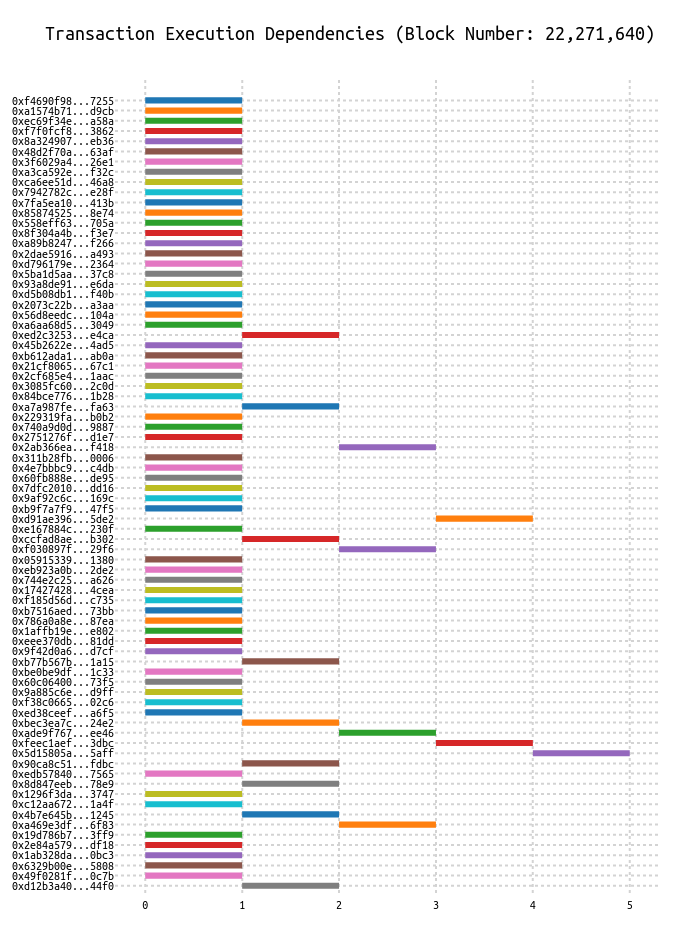 Transaction Execution Dependencies (Block Number: 22,271,640)
0xf4690f98...7255
0xa1574b71...d9cb
0xec69f34e...a58a
0xf7f0fcf8...3862
0x8a324907...eb36
0x48d2f70a...63af
0x3f6029a4...26e1
0xa3ca592e...f32c
0xca6ee51d...46a8
0x7942782c...e28f
0x7fa5ea10...413b
0x85874525...8e74
0x558eff63...705a
0x8f304a4b...f3e7
0xa89b8247...f266
0x2dae5916...a493
0xd796179e...2364
0x5ba1d5aa...37c8
0x93a8de91...e6da
0xd5b08db1...f40b
0x2073c22b...a3aa
0x56d8eedc...104a
0xa6aa68d5...3049
0xed2c3253...e4ca
0x45b2622e...4ad5
0xb612ada1...ab0a
0x21cf8065...67c1
0x2cf685e4...1aac
0x3085fc60...2c0d
0x84bce776...1b28
0xa7a987fe...fa63
0x229319fa...b0b2
0x740a9d0d...9887
0x2751276f...d1e7
0x2ab366ea...f418
0x311b28fb...0006
0x4e7bbbc9...c4db
0x60fb888e...de95
0x7dfc2010...dd16
0x9af92c6c...169c
0xb9f7a7f9...47f5
0xd91ae396...5de2
0xe167884c...230f
0xccfad8ae...b302
0xf030897f...29f6
0x05915339...1380
0xeb923a0b...2de2
0x744e2c25...a626
0x17427428...4cea
0xf185d56d...c735
0xb7516aed...73bb
0x786a0a8e...87ea
0x1affb19e...e802
0xeee370db...81dd
0x9f42d0a6...d7cf
0xb77b567b...1a15
0xbe0be9df...1c33
0x60c06400...73f5
0x9a885c6e...d9ff
0xf38c0665...02c6
0xed38ceef...a6f5
0xbec3ea7c...24e2
0xade9f767...ee46
0xfeec1aef...3dbc
0x5d15805a...5aff
0x90ca8c51...fdbc
0xedb57840...7565
0x8d847eeb...78e9
0x1296f3da...3747
0xc12aa672...1a4f
0x4b7e645b...1245
0xa469e3df...6f83
0x19d786b7...3ff9
0x2e84a579...df18
0x1ab328da...0bc3
0x6329b00e...5808
0x49f0281f...0c7b
0xd12b3a40...44f0
0 1 2 3 4 5